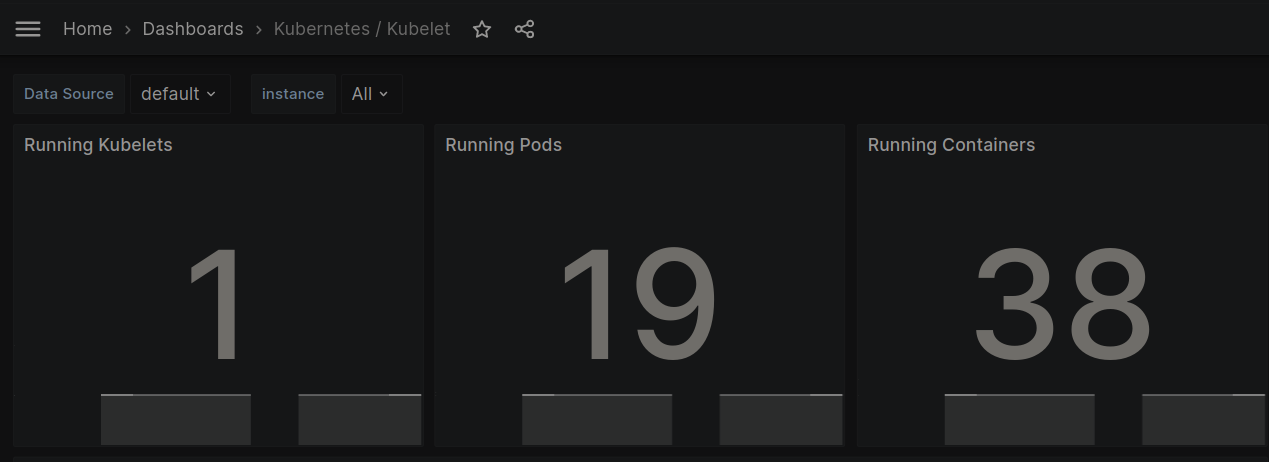 Home › Dashboards › Kubernetes / Kubelet
Data Source default instance All
Running Kubelets Running Pods Running Containers
1 19 38